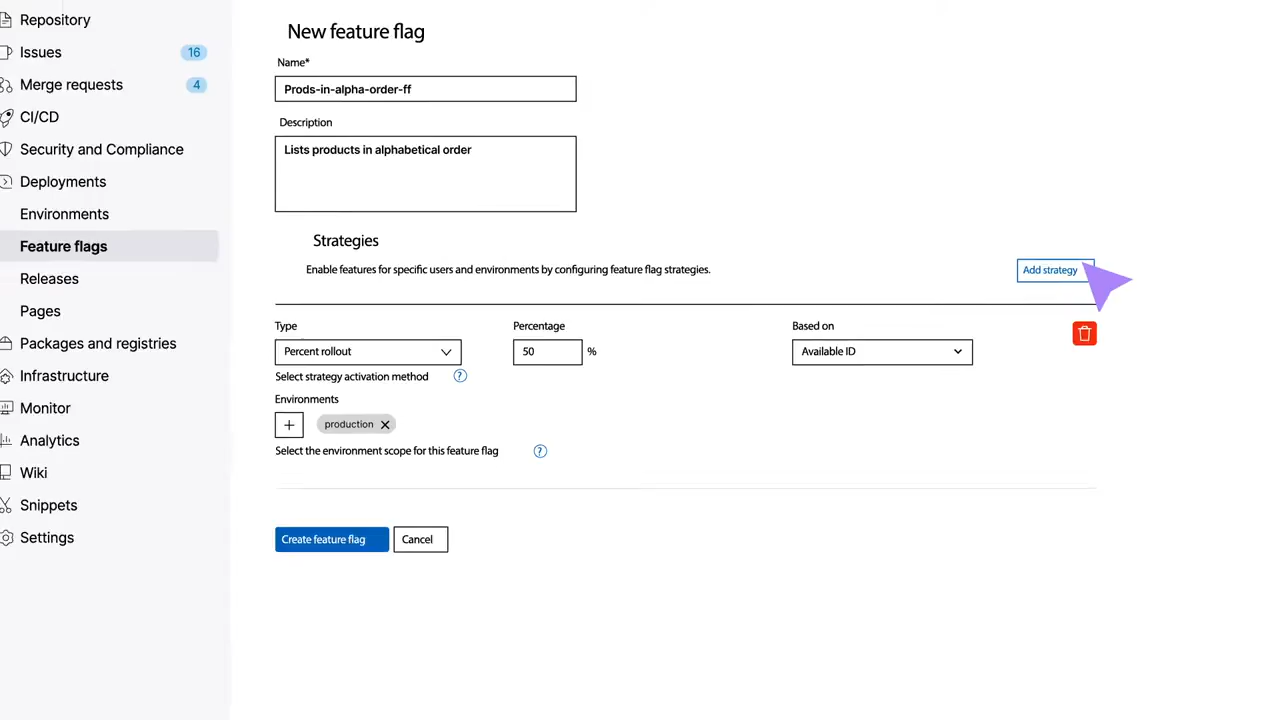 Repository
Issues 16
Merge requests 4
CI/CD
Security and Compliance
Deployments
Environments
Feature flags
Releases
Pages
Packages and registries
Infrastructure
Monitor
Analytics
Wiki
Snippets
Settings
New feature flag
Name*
Prods-in-alpha-order-ff
Description
Lists products in alphabetical order
Strategies
Enable features for specific users and environments by configuring feature flag strategies.
Add strategy
Type Percentage Based on
Percent rollout 50 % Available ID
Select strategy activation method ?
Environments
+ production
Select the environment scope for this feature flag ?
Create feature flag Cancel